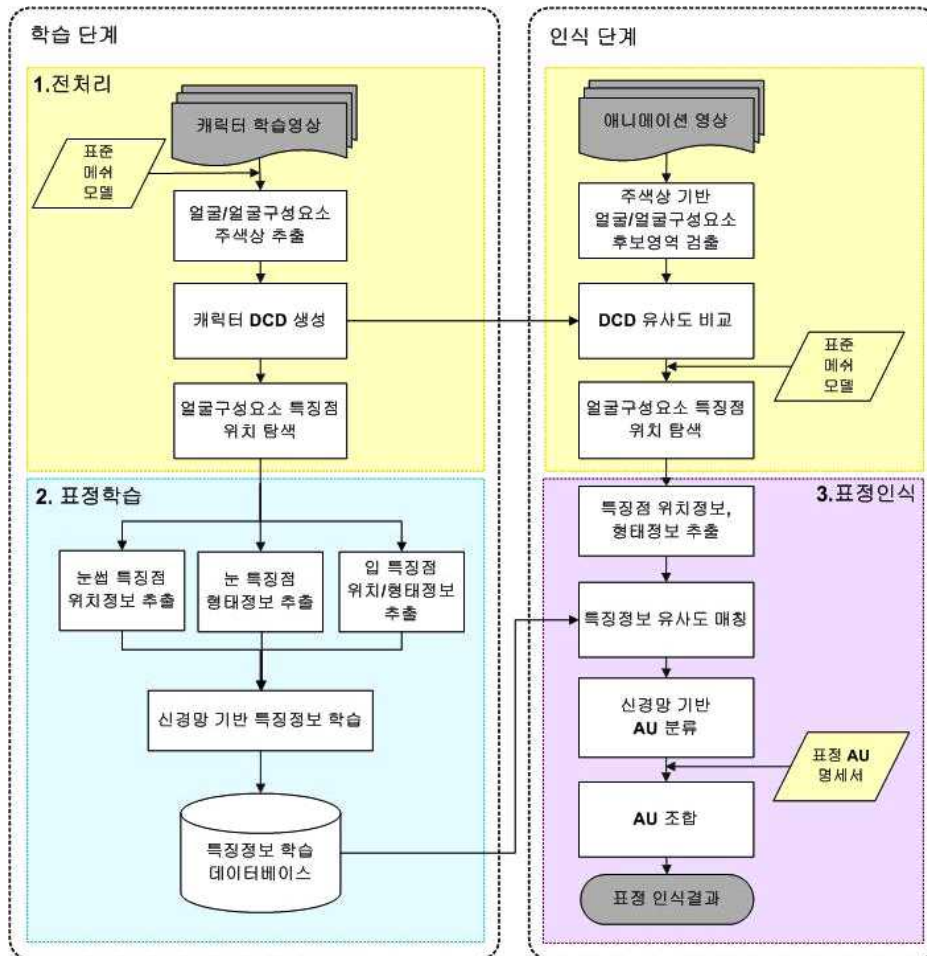 학습 단계
1.전처리
캐릭터 학습영상
표준
메쉬
모델
얼굴/얼굴구성요소
주색상 추출
캐릭터 DCD 생성
얼굴구성요소 특징점
위치 탐색
2. 표정학습
눈썹 특징점
위치정보 추출
눈 특징점
형태정보 추출
입 특징점
위치/형태정보
추출
신경망 기반 특징정보 학습
특징정보 학습
데이터베이스
인식 단계
애니메이션 영상
주색상 기반
얼굴/얼굴구성요소
후보영역 검출
DCD 유사도 비교
표준
메쉬
모델
얼굴구성요소 특징점
위치 탐색
3.표정인식
특징점 위치정보,
형태정보 추출
특징정보 유사도 매칭
신경망 기반
AU 분류
표정 AU
명세서
AU 조합
표정 인식결과